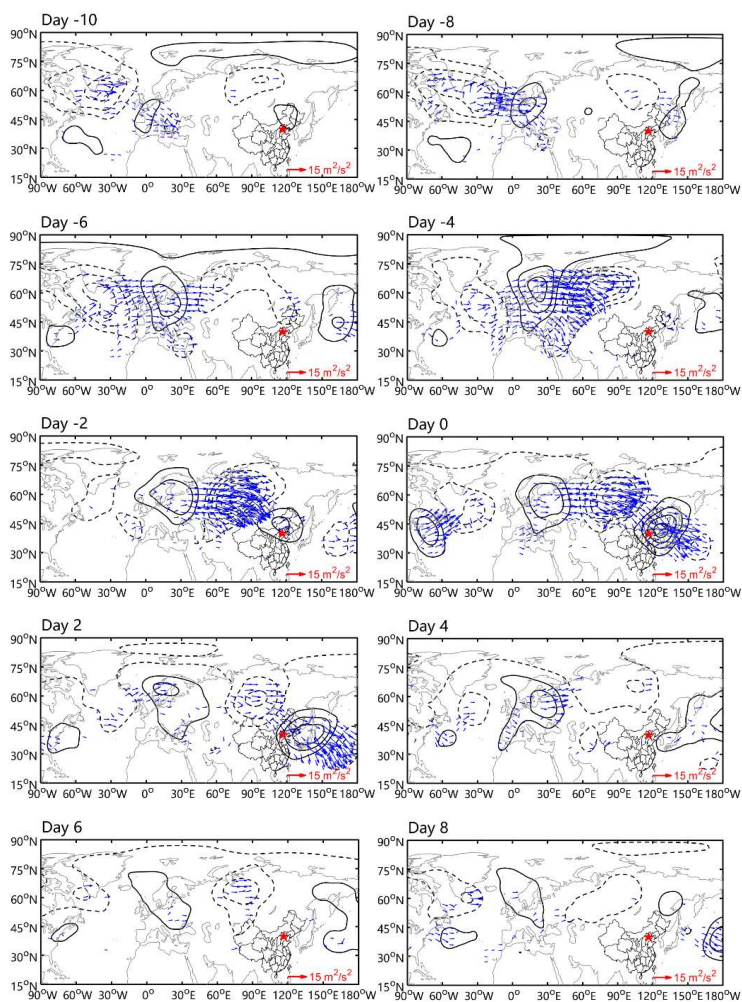 Day -10
90°N
75°N
60°N
45°N
30°N
15°N
15 m²/s²
90°W 60°W 30°W 0° 30°E 60°E 90°E 120°E 150°E 180°W
Day -8
90°N
75°N
60°N
45°N
30°N
15°N
15 m²/s²
90°W 60°W 30°W 0° 30°E 60°E 90°E 120°E 150°E 180°W
Day -6
90°N
75°N
60°N
45°N
30°N
15°N
15 m²/s²
90°W 60°W 30°W 0° 30°E 60°E 90°E 120°E 150°E 180°W
Day -4
90°N
75°N
60°N
45°N
30°N
15°N
15 m²/s²
90°W 60°W 30°W 0° 30°E 60°E 90°E 120°E 150°E 180°W
Day -2
90°N
75°N
60°N
45°N
30°N
15°N
15 m²/s²
90°W 60°W 30°W 0° 30°E 60°E 90°E 120°E 150°E 180°W
Day 0
90°N
75°N
60°N
45°N
30°N
15°N
15 m²/s²
90°W 60°W 30°W 0° 30°E 60°E 90°E 120°E 150°E 180°W
Day 2
90°N
75°N
60°N
45°N
30°N
15°N
15 m²/s²
90°W 60°W 30°W 0° 30°E 60°E 90°E 120°E 150°E 180°W
Day 4
90°N
75°N
60°N
45°N
30°N
15°N
15 m²/s²
90°W 60°W 30°W 0° 30°E 60°E 90°E 120°E 150°E 180°W
Day 6
90°N
75°N
60°N
45°N
30°N
15°N
15 m²/s²
90°W 60°W 30°W 0° 30°E 60°E 90°E 120°E 150°E 180°W
Day 8
90°N
75°N
60°N
45°N
30°N
15°N
15 m²/s²
90°W 60°W 30°W 0° 30°E 60°E 90°E 120°E 150°E 180°W